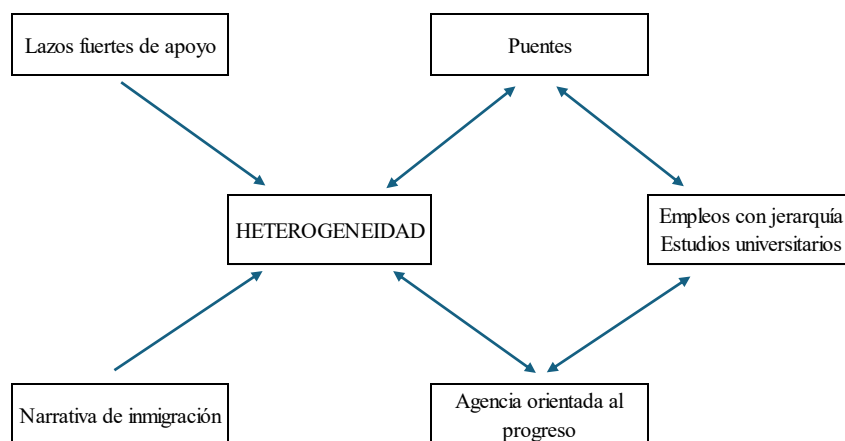 Lazos fuertes de apoyo
Puentes
HETEROGENEIDAD
Empleos con jerarquía
Estudios universitarios
Narrativa de inmigración
Agencia orientada al
progreso